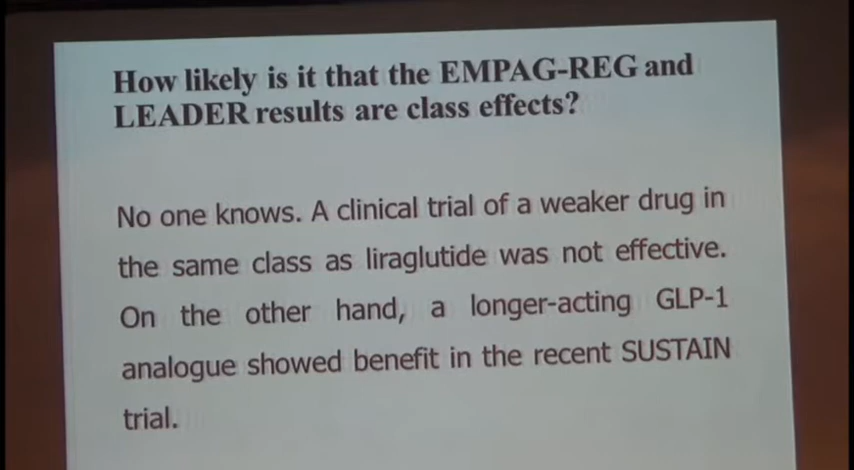 How likely is it that the EMPAG-REG and
LEADER results are class effects?
No one knows. A clinical trial of a weaker drug in
the same class as liraglutide was not effective.
On the other hand, a longer-acting GLP-1
analogue showed benefit in the recent SUSTAIN
trial.